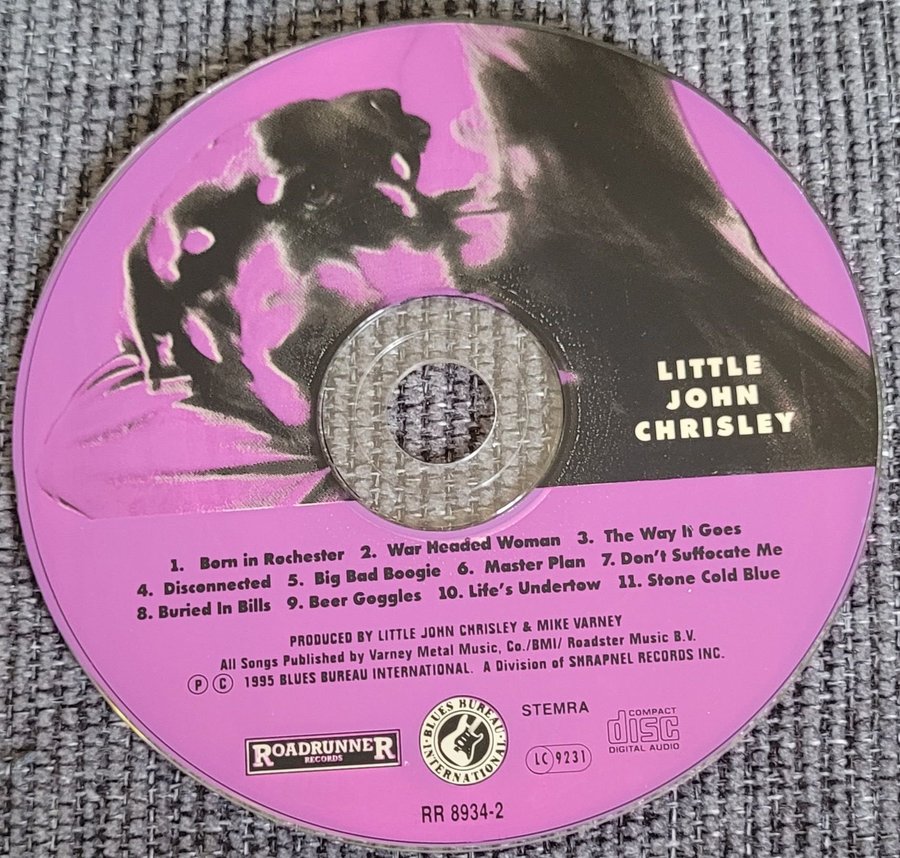 LITTLE
JOHN
CHRISLEY
1. Born in Rochester 2. War Headed Woman 3. The Way It Goes
4. Disconnected 5. Big Bad Boogie 6. Master Plan 7. Don't Suffocate Me
8. Buried In Bills 9. Beer Goggles 10. Life's Undertow 11. Stone Cold Blue
PRODUCED BY LITTLE JOHN CHRISLEY & MIKE VARNEY
All Songs Published by Varney Metal Music, Co./BMI/ Roadster Music B.V.
Ⓟ © 1995 BLUES BUREAU INTERNATIONAL. A Division of SHRAPNEL RECORDS INC.
ROADRUNNER
RECORDS
BLUES BUREAU
INTERNATIONAL
STEMRA
LC 9231
COMPACT
disc
DIGITAL AUDIO
RR 8934-2